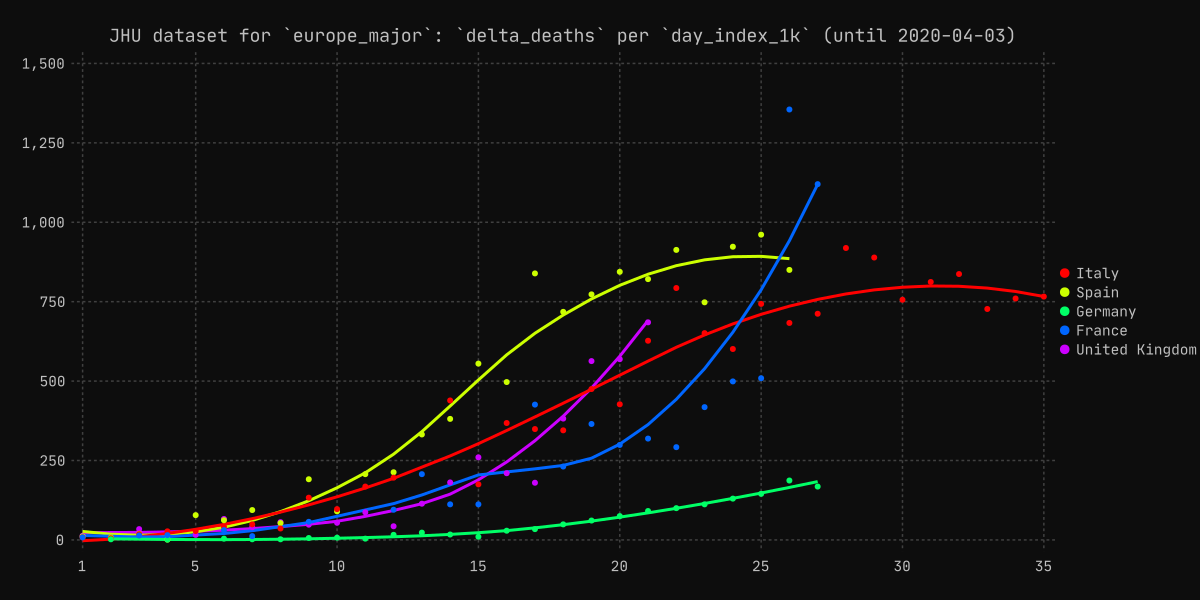 JHU dataset for `europe_major`: `delta_deaths` per `day_index_1k` (until 2020-04-03)
1,500
1,250
1,000
750
500
250
0
1 5 10 15 20 25 30 35
Italy
Spain
Germany
France
United Kingdom